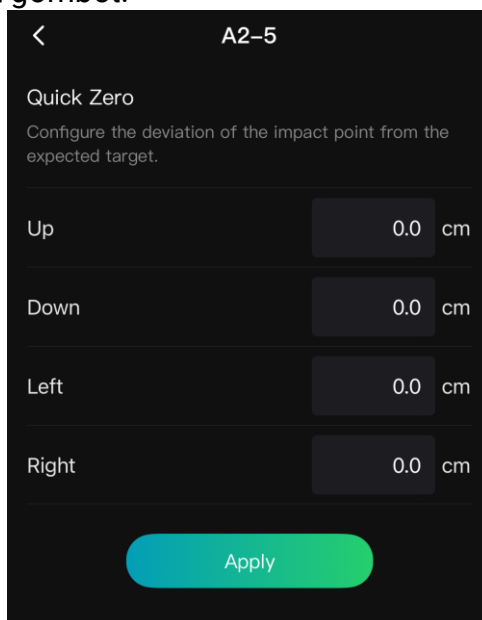 gombot.
A2-5
Quick Zero
Configure the deviation of the impact point from the
expected target.
Up 0.0 cm
Down 0.0 cm
Left 0.0 cm
Right 0.0 cm
Apply